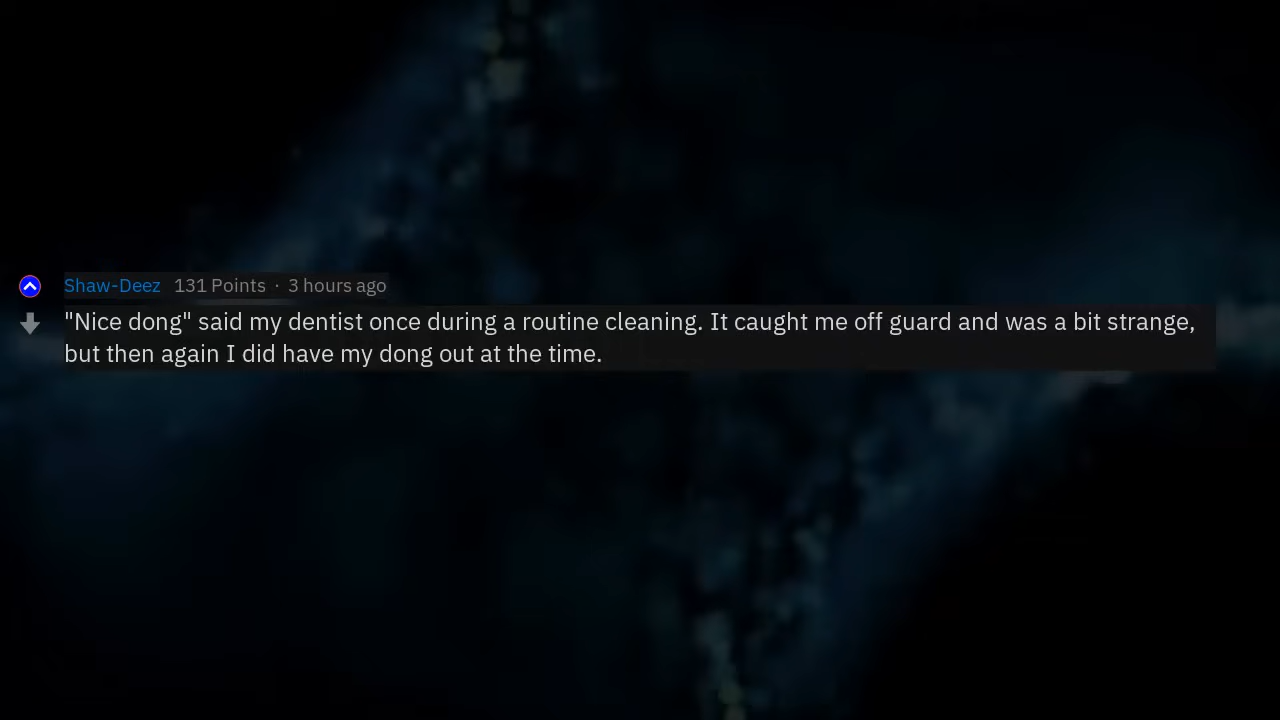 Shaw-Deez 131 Points · 3 hours ago
"Nice dong" said my dentist once during a routine cleaning. It caught me off guard and was a bit strange,
but then again I did have my dong out at the time.